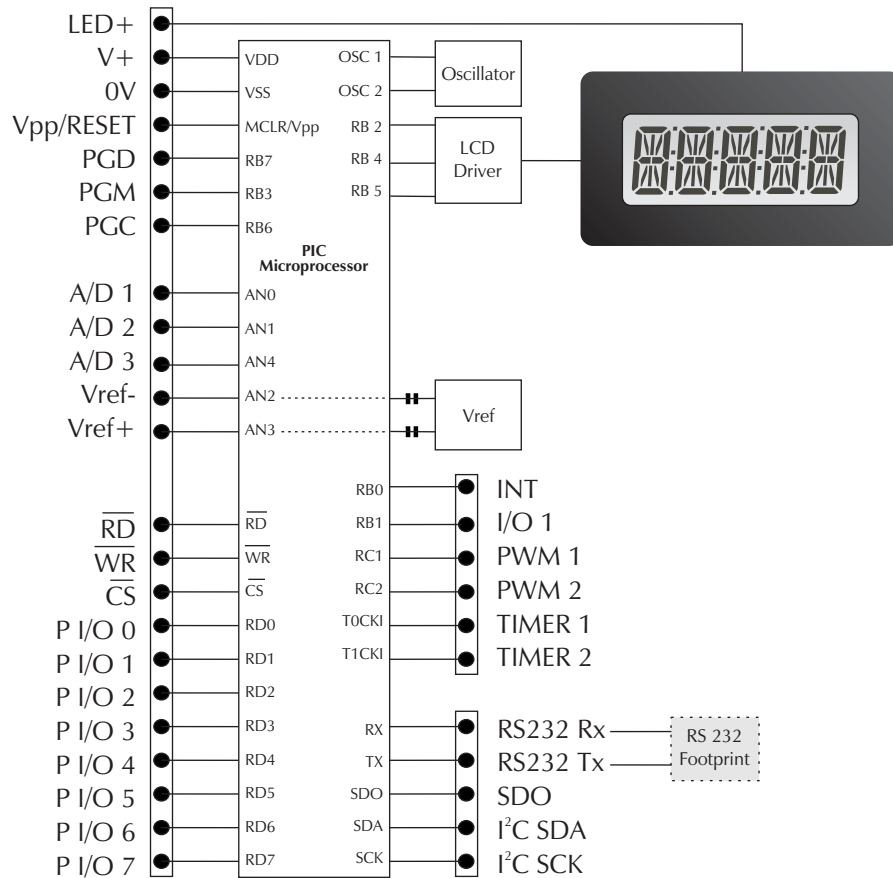 LED+
V+
0V
Vpp/RESET
PGD
PGM
PGC
A/D 1
A/D 2
A/D 3
Vref-
Vref+
RD
WR
CS
P I/O 0
P I/O 1
P I/O 2
P I/O 3
P I/O 4
P I/O 5
P I/O 6
P I/O 7
VDD
VSS
MCLR/Vpp
RB7
RB3
RB6
PIC
Microprocessor
AN0
AN1
AN4
AN2
AN3
RD
WR
CS
RD0
RD1
RD2
RD3
RD4
RD5
RD6
RD7
OSC 1
OSC 2
RB 2
RB 4
RB 5
RB0
RB1
RC1
RC2
T0CKI
T1CKI
RX
TX
SDO
SDA
SCK
Oscillator
LCD
Driver
Vref
INT
I/O 1
PWM 1
PWM 2
TIMER 1
TIMER 2
RS232 Rx
RS232 Tx
SDO
I²C SDA
I²C SCK
RS 232
Footprint